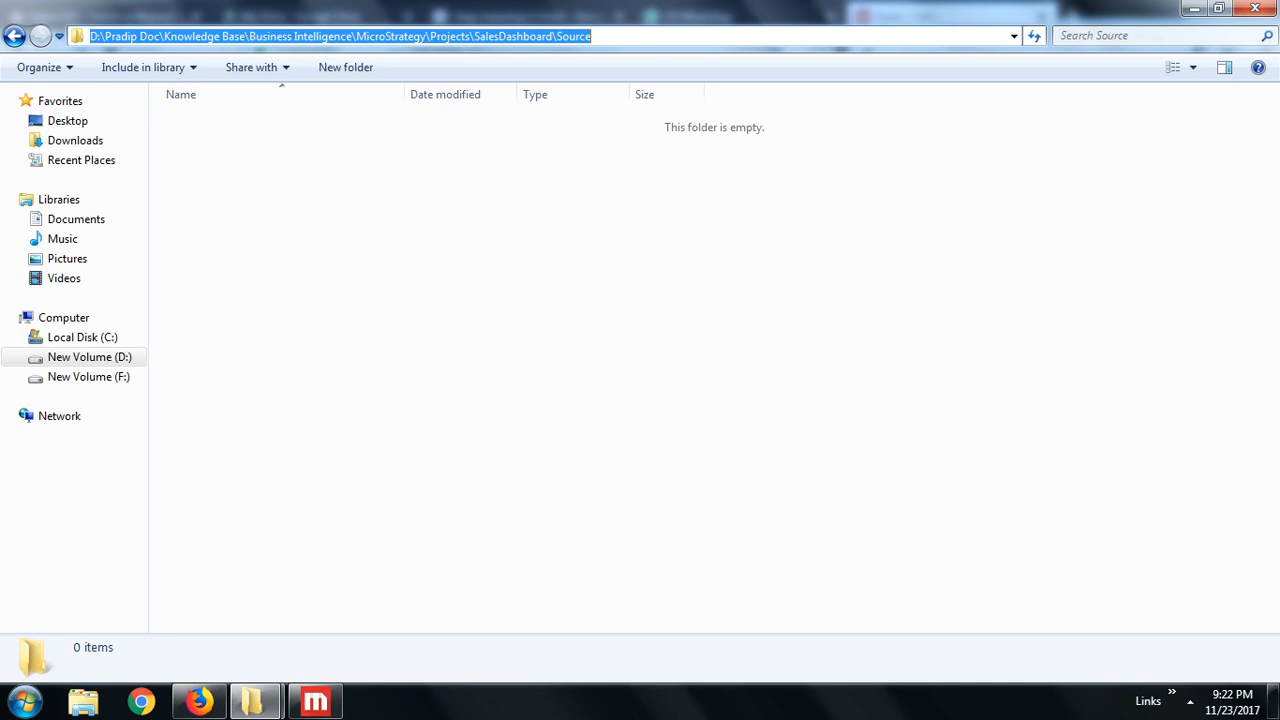 D:\Pradip Doc\Knowledge Base\Business Intelligence\MicroStrategy\Projects\SalesDashboard\Source
Search Source
Organize
Include in library
Share with
New folder
Name
Date modified
Type
Size
This folder is empty.
Favorites
Desktop
Downloads
Recent Places
Libraries
Documents
Music
Pictures
Videos
Computer
Local Disk (C:)
New Volume (D:)
New Volume (F:)
Network
0 items
m
Links
9:22 PM
11/23/2017